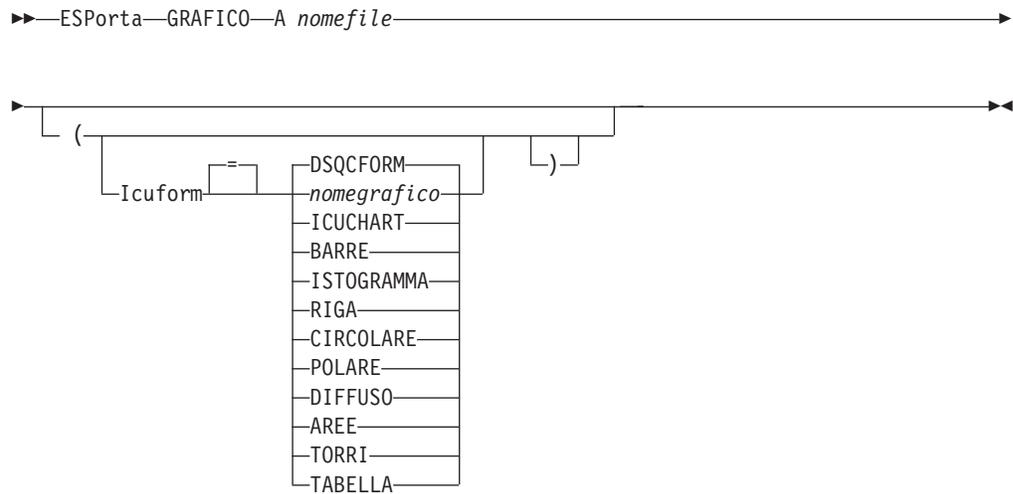 ESPorta GRAFICO A nomefile
(
)
=
DSQCFORM
Icuform
nomegrafico
ICUCHART
BARRE
ISTOGRAMMA
RIGA
CIRCOLARE
POLARE
DIFFUSO
AREE
TORRI
TABELLA